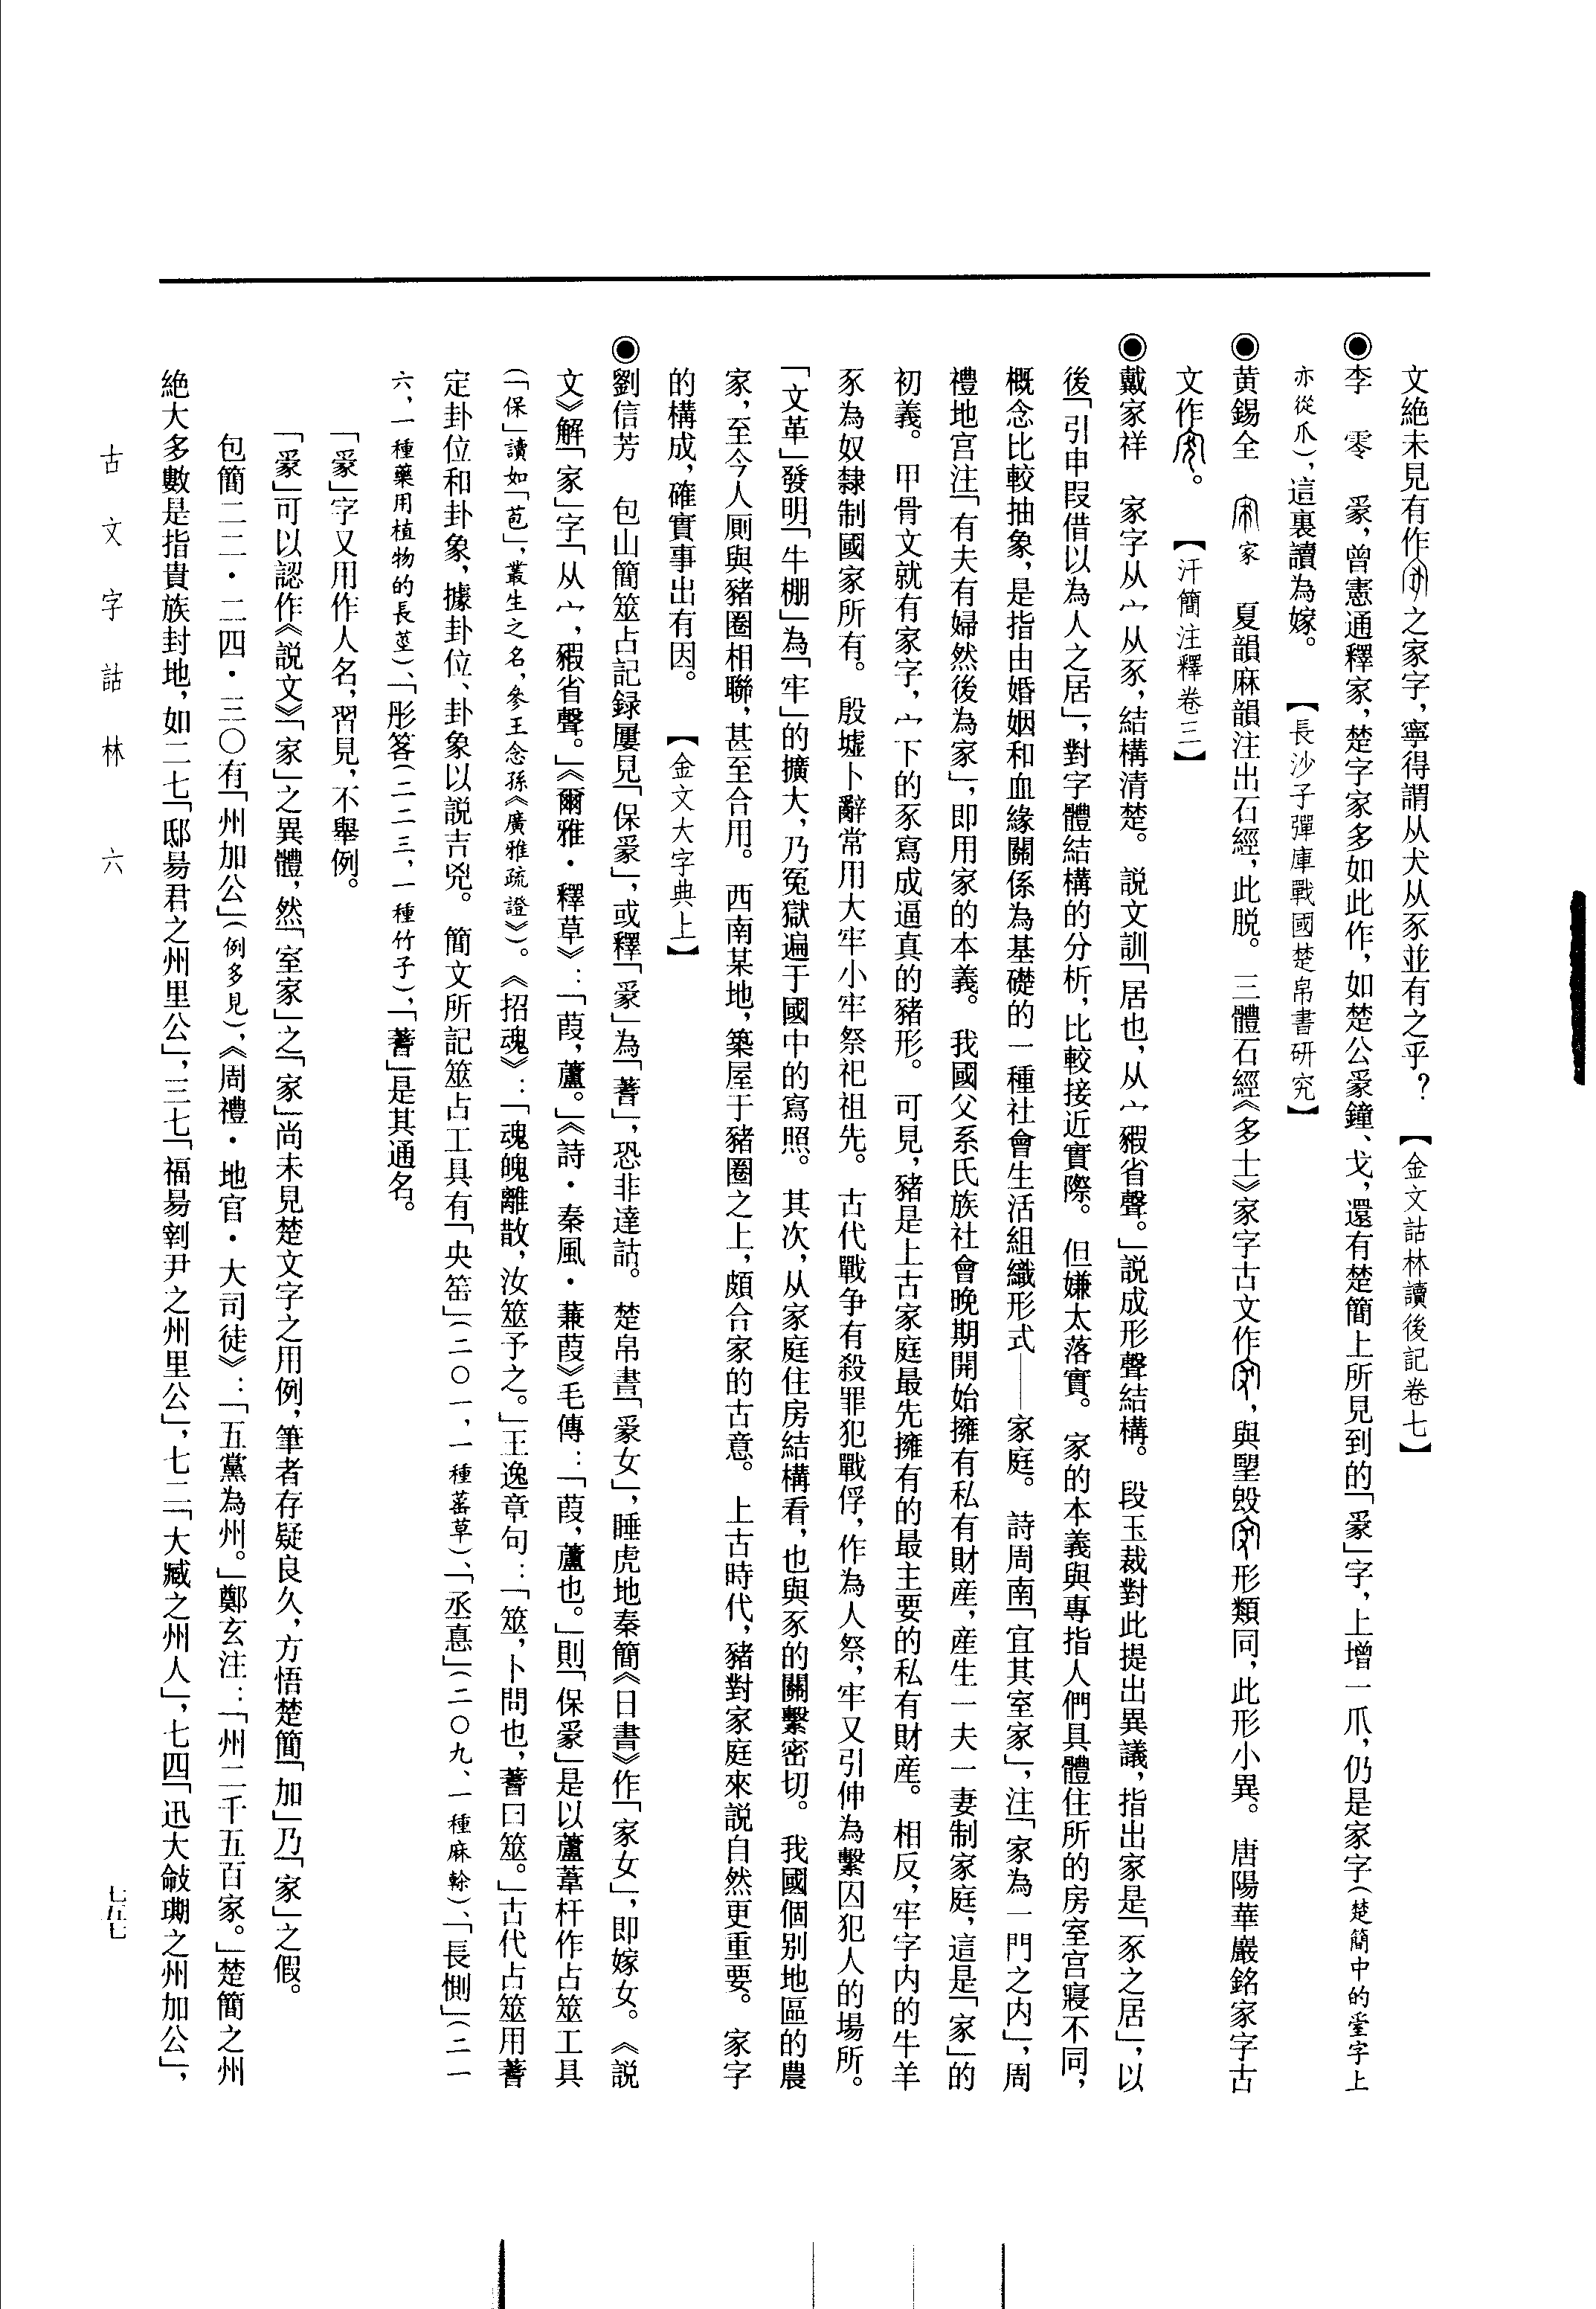 文絕未見有作之家字，寧得謂从犬从豕並有之乎？　【金文詁林讀後記卷七】
◉李　零　爰，曾憲通釋家，楚字家多如此作，如楚公爰鐘、戈，還有楚簡上所見到的「爰」字，上增一爪，仍是家字（楚簡中的字上
亦從爪），這裏讀為嫁。　【長沙子彈庫戰國楚帛書研究】
◉黃錫全　家　夏韻麻韻注出石經，此脱。三體石經《多士》家字古文作，與𣪘形類同，此形小異。唐陽華巖銘家字古
文作。　【汗簡注釋卷三】
◉戴家祥　家字从宀从豕，結構清楚。説文訓「居也，从宀豭省聲。」説成形聲結構。段玉裁對此提出異議，指出家是「豕之居」，以
後「引申叚借以為人之居」，對字體結構的分析，比較接近實際。但嫌太落實。家的本義與專指人們具體住所的房室宫寢不同，
概念比較抽象，是指由婚姻和血緣關係為基礎的一種社會生活組織形式——家庭。詩周南「宜其室家」，注「家為一門之内」，周
禮地宫注「有夫有婦然後為家」，即用家的本義。我國父系氏族社會晚期開始擁有私有財産，産生一夫一妻制家庭，這是「家」的
初義。甲骨文就有家字，宀下的豕寫成逼真的豬形。可見，豬是上古家庭最先擁有的最主要的私有財産。相反，牢字内的牛羊
豕為奴隸制國家所有。殷墟卜辭常用大牢小牢祭祀祖先。古代戰争有殺罪犯戰俘，作為人祭，牢又引伸為繫囚犯人的場所。
「文革」發明「牛棚」為「牢」的擴大，乃冤獄遍于國中的寫照。其次，从家庭住房結構看，也與豕的關繫密切。我國個别地區的農
家，至今人厠與豬圈相聯，甚至合用。西南某地，築屋于豬圈之上，頗合家的古意。上古時代，豬對家庭來説自然更重要。家字
的構成，確實事出有因。　【金文大字典上】
◉劉信芳　包山簡筮占記録屢見「保」，或釋「」為「蓍」，恐非達詁。楚帛書「女」，睡虎地秦簡《日書》作「家女」，即嫁女。《説
文》解「家」字「从宀，豭省聲。」《爾雅·釋草》：「葭，蘆。」《詩·秦風·蒹葭》毛傳：「葭，蘆也。」則「保」是以蘆葦杆作占筮工具
（「保」讀如「苞」，叢生之名，參王念孫《廣雅疏證》）。《招魂》：「魂魄離散，汝筮予之。」王逸章句：「筮，卜問也，蓍曰筮。」古代占筮用蓍
定卦位和卦象，據卦位、卦象以説吉兇。簡文所記筮占工具有「央」（二〇一，一種蓍草）、「丞」（二〇九、一種麻）、「長惻」（二一
六，一種藥用植物的長莖）、「彤笿」（二二三，一種竹子），「蓍」是其通名。
「」字又用作人名，習見，不舉例。
「」可以認作《説文》「家」之異體，然「室家」之「家」尚未見楚文字之用例，筆者存疑良久，方悟楚簡「加」乃「家」之假。
包簡二二·二四·三〇有「州加公」（例多見），《周禮·地官·大司徒》：「五黨為州。」鄭玄注：「州二千五百家。」楚簡之州
絶大多數是指貴族封地，如二七「邸昜君之州里公」，三七「福昜尹之州里公」，七二「大臧之州人」，七四「迅大之州加公」，
古文字詁林　六
七五七